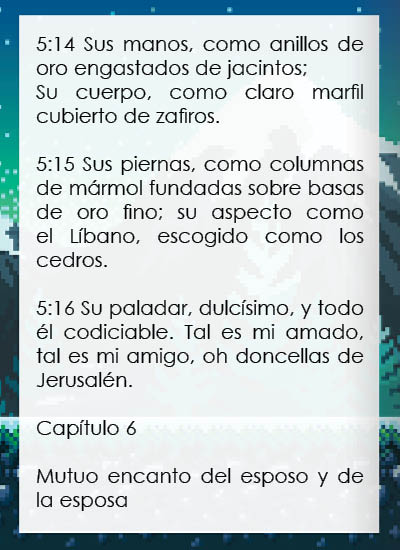 5:14 Sus manos, como anillos de
oro engastados de jacintos;
Su cuerpo, como claro marfil
cubierto de zafiros.
5:15 Sus piernas, como columnas
de mármol fundadas sobre basas
de oro fino; su aspecto como
el Líbano, escogido como los
cedros.
5:16 Su paladar, dulcísimo, y todo
él codiciable. Tal es mi amado,
tal es mi amigo, oh doncellas de
Jerusalén.
Capítulo 6
Mutuo encanto del esposo y de
la esposa